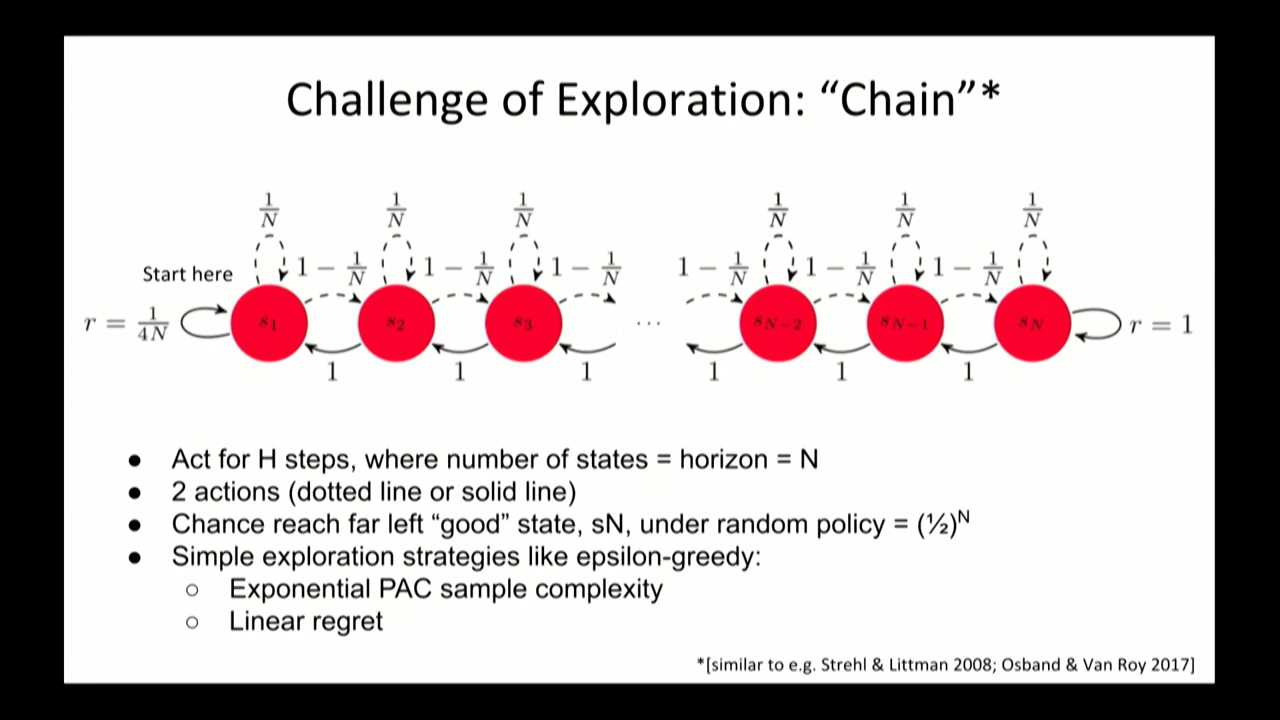 Challenge of Exploration: “Chain”*
1/N 1/N 1/N 1/N 1/N 1/N
Start here 1 − 1/N 1 − 1/N 1 − 1/N 1 − 1/N 1 − 1/N 1 − 1/N
r = 1/4N s1 s2 s3 ... sN−2 sN−1 sN r = 1
1 1 1 1 1 1
● Act for H steps, where number of states = horizon = N
● 2 actions (dotted line or solid line)
● Chance reach far left “good” state, sN, under random policy = (½)^N
● Simple exploration strategies like epsilon-greedy:
○ Exponential PAC sample complexity
○ Linear regret
*[similar to e.g. Strehl & Littman 2008; Osband & Van Roy 2017]